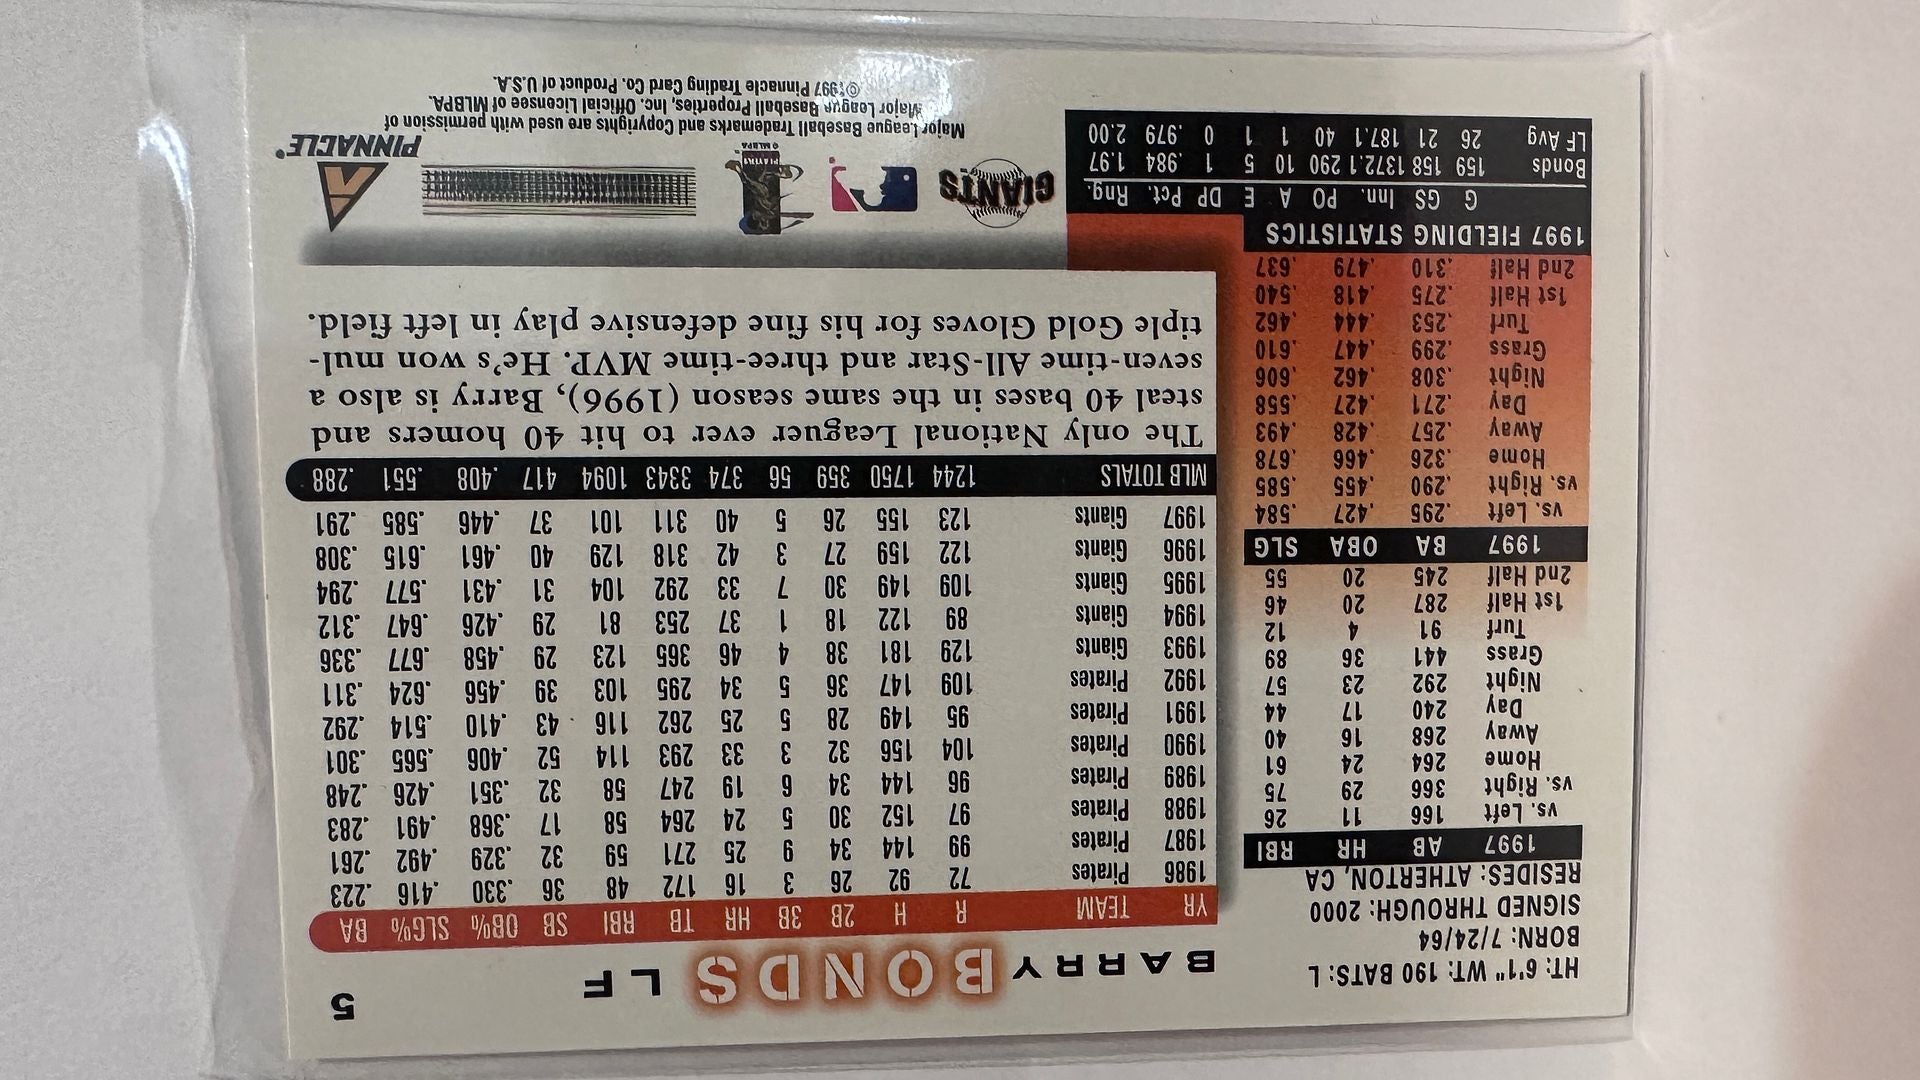 5
BARRY BONDS LF
HT: 6'1" WT: 190 BATS: L
BORN: 7/24/64
SIGNED THROUGH: 2000
RESIDES: ATHERTON, CA
1997 AB HR RBI
vs. Left 166 11 26
vs. Right 366 29 75
Home 264 24 61
Away 268 16 40
Day 240 17 44
Night 292 23 57
Grass 441 36 89
Turf 91 4 12
1st Half 287 20 46
2nd Half 245 20 55
1997 BA OBA SLG
vs. Left .295 .427 .584
vs. Right .290 .455 .585
Home .326 .466 .678
Away .257 .428 .493
Day .271 .427 .558
Night .308 .462 .606
Grass .299 .447 .610
Turf .253 .444 .462
1st Half .275 .418 .540
2nd Half .310 .479 .637
1997 FIELDING STATISTICS
G GS Inn. PO A E DP Pct. Rng.
Bonds 159 158 1372.1 290 10 5 1 .984 1.97
LF Avg 26 21 187.1 40 1 1 0 .979 2.00
YR TEAM R H 2B 3B HR TB RBI SB OB% SLG% BA
1986 Pirates 72 92 26 3 16 172 48 36 .330 .416 .223
1987 Pirates 99 144 34 9 25 271 59 32 .329 .492 .261
1988 Pirates 97 152 30 5 24 264 58 17 .368 .491 .283
1989 Pirates 96 144 34 6 19 247 58 32 .351 .426 .248
1990 Pirates 104 156 32 3 33 293 114 52 .406 .565 .301
1991 Pirates 95 149 28 5 25 262 116 43 .410 .514 .292
1992 Pirates 109 147 36 5 34 295 103 39 .456 .624 .311
1993 Giants 129 181 38 4 46 365 123 29 .458 .677 .336
1994 Giants 89 122 18 1 37 253 81 29 .426 .647 .312
1995 Giants 109 149 30 7 33 292 104 31 .431 .577 .294
1996 Giants 122 159 27 3 42 318 129 40 .461 .615 .308
1997 Giants 123 155 26 5 40 311 101 37 .446 .585 .291
MLB TOTALS 1244 1750 359 56 374 3343 1094 417 .408 .551 .288
The only National Leaguer ever to hit 40 homers and
steal 40 bases in the same season (1996), Barry is also a
seven-time All-Star and three-time MVP. He's won mul-
tiple Gold Gloves for his fine defensive play in left field.
GIANTS
PLAYERS
© MLBPA
PINNACLE
Major League Baseball Trademarks and Copyrights are used with permission of
Major League Baseball Properties, Inc. Official Licensee of MLBPA.
©1997 Pinnacle Trading Card Co. Product of U.S.A.